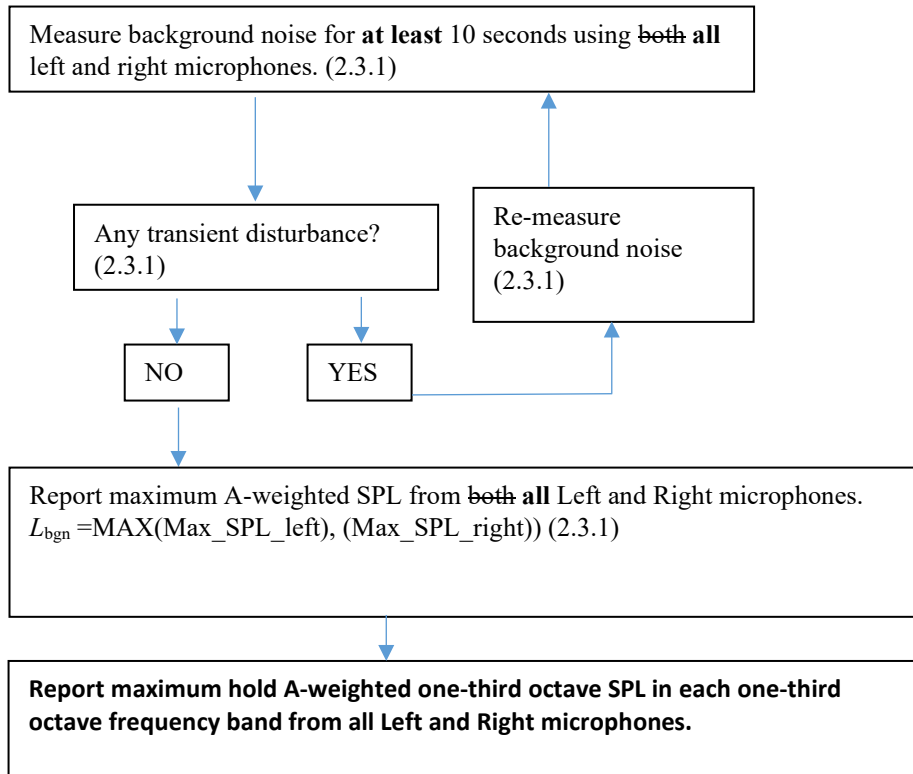 Measure background noise for at least 10 seconds using both all
left and right microphones. (2.3.1)
Any transient disturbance?
(2.3.1)
Re-measure
background noise
(2.3.1)
NO
YES
Report maximum A-weighted SPL from both all Left and Right microphones.
Lbgn =MAX(Max_SPL_left), (Max_SPL_right)) (2.3.1)
Report maximum hold A-weighted one-third octave SPL in each one-third
octave frequency band from all Left and Right microphones.